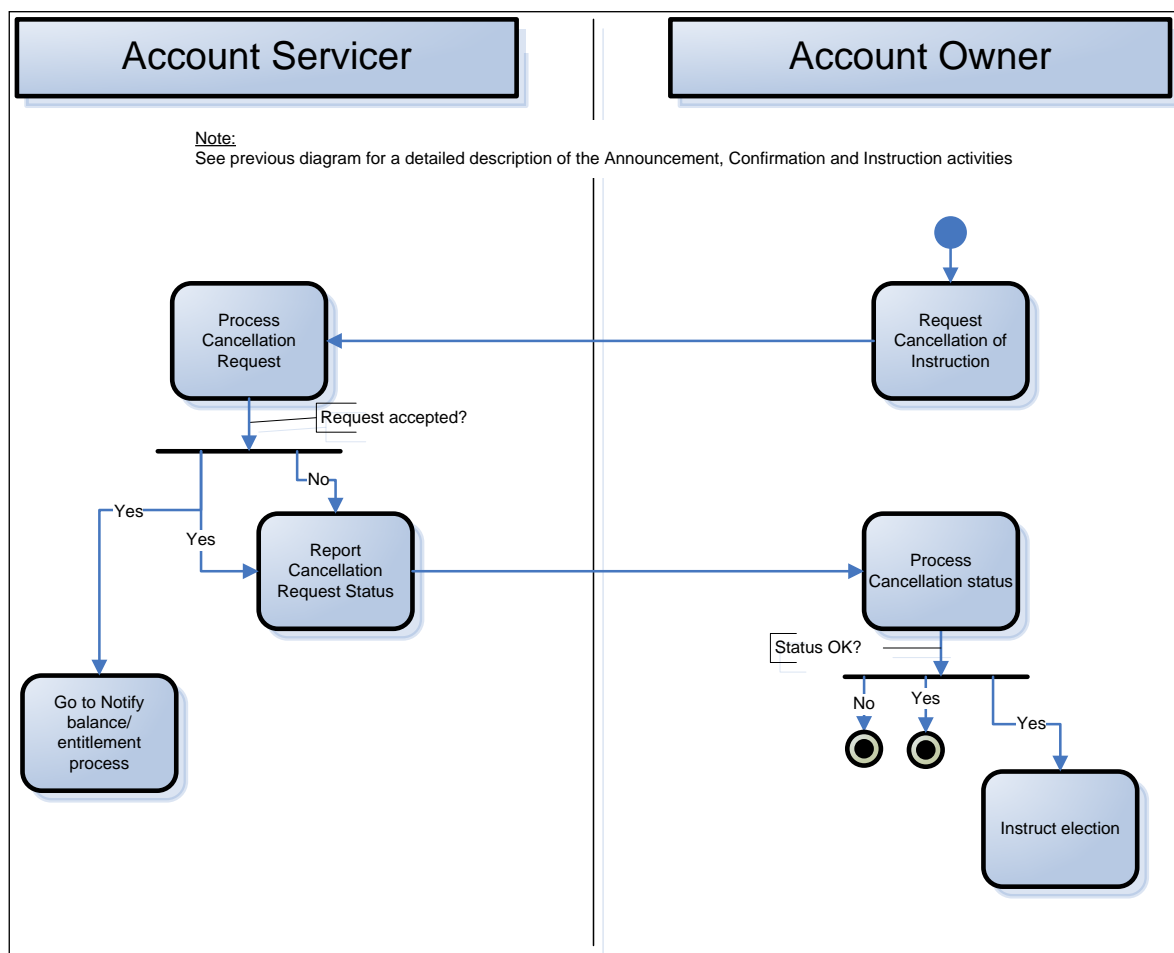 Account Servicer
Account Owner
Note:
See previous diagram for a detailed description of the Announcement, Confirmation and Instruction activities
Process
Cancellation
Request
Request
Cancellation of
Instruction
Request accepted?
No
Yes
Yes
Report
Cancellation
Request Status
Process
Cancellation status
Status OK?
No
Yes
Yes
Go to Notify
balance/
entitlement
process
Instruct election